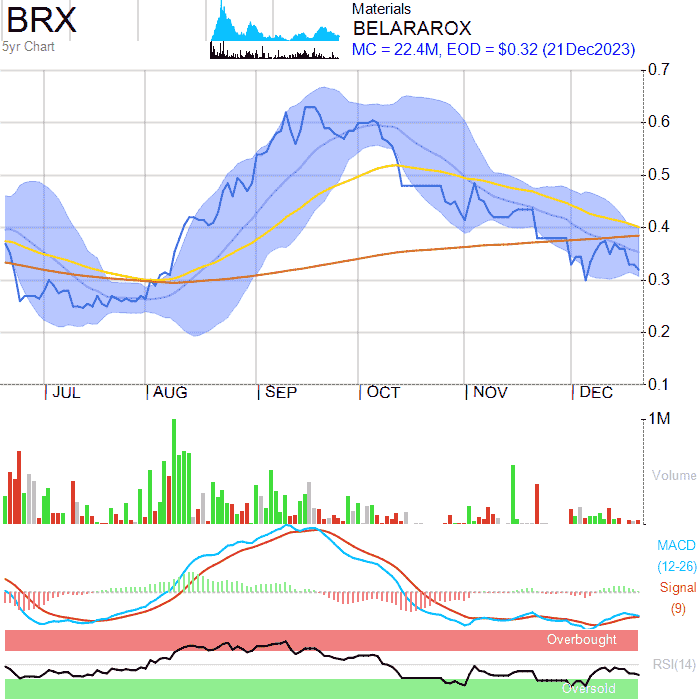 BRX
5yr Chart
Materials
BELARAROX
MC = 22.4M, EOD = $0.32 (21Dec2023)
0.7
0.6
0.5
0.4
0.3
0.2
0.1
JUL AUG SEP OCT NOV DEC
1M
Volume
MACD
(12-26)
Signal
(9)
Overbought
RSI(14)
Oversold